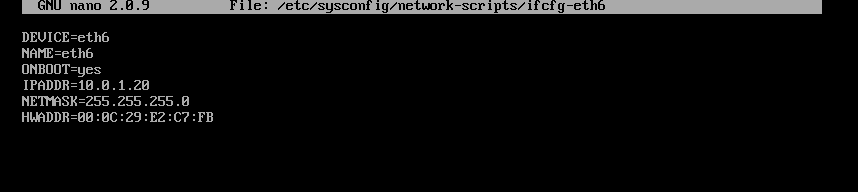 GNU nano 2.0.9 File: /etc/sysconfig/network-scripts/ifcfg-eth6
DEVICE=eth6
NAME=eth6
ONBOOT=yes
IPADDR=10.0.1.20
NETMASK=255.255.255.0
HWADDR=00:0C:29:E2:C7:FB